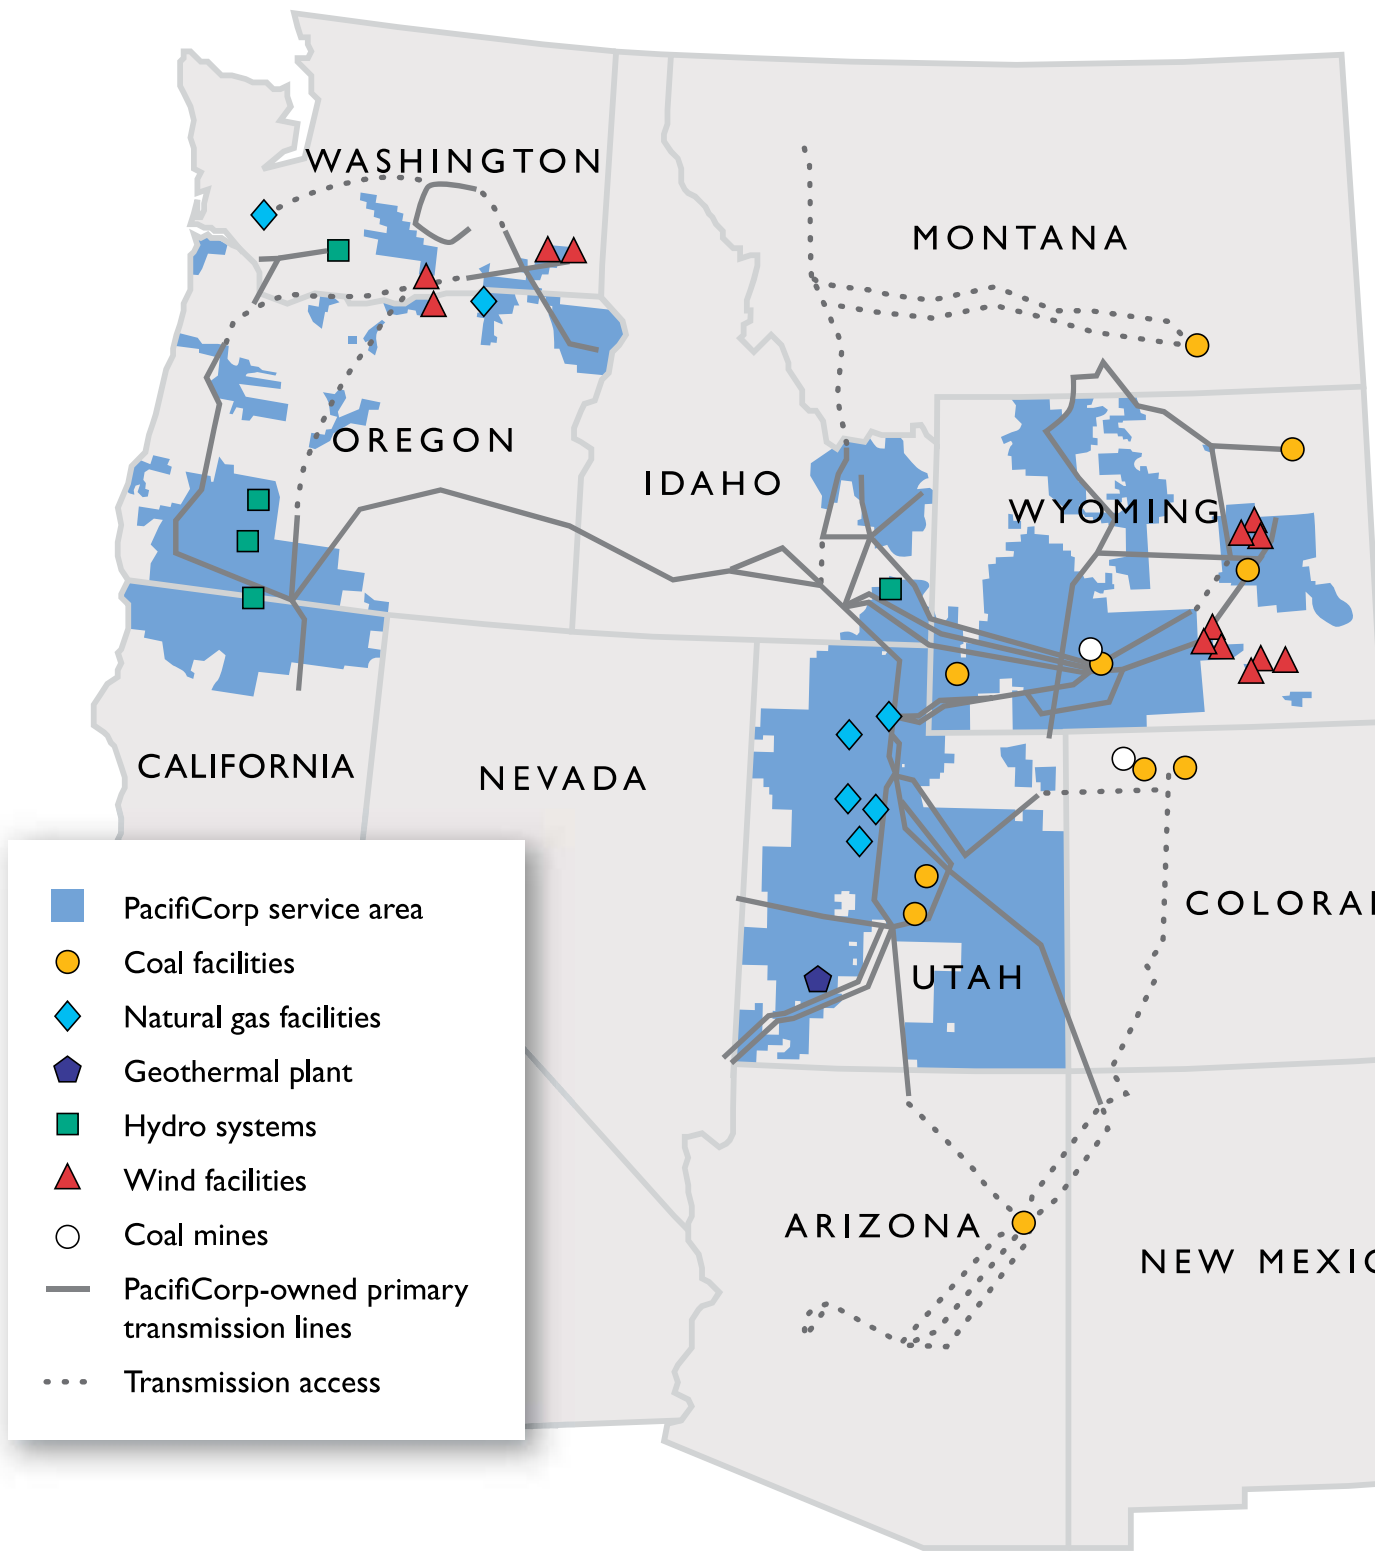 WASHINGTON
MONTANA
OREGON
IDAHO
WYOMING
CALIFORNIA
NEVADA
COLORA
UTAH
ARIZONA
NEW MEXIC
PacifiCorp service area
Coal facilities
Natural gas facilities
Geothermal plant
Hydro systems
Wind facilities
Coal mines
PacifiCorp-owned primary
transmission lines
Transmission access